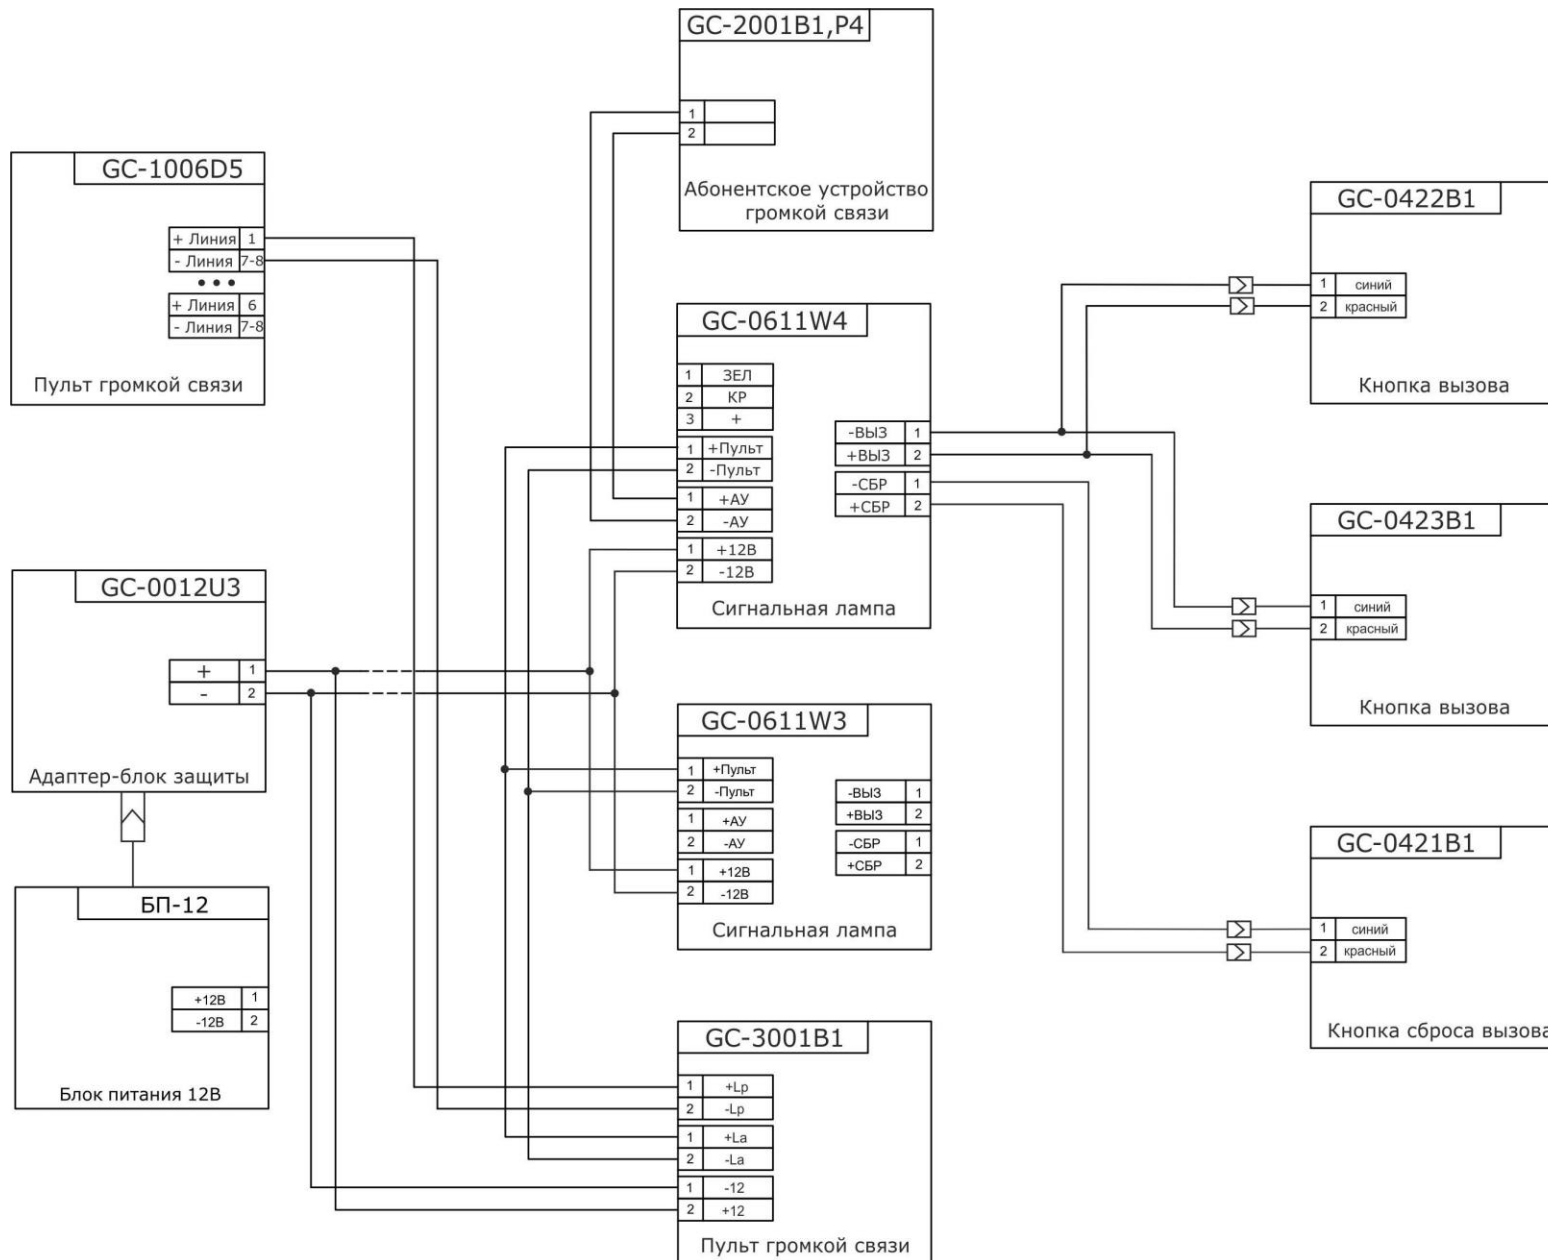 GC-2001B1,P4
1
2
Абонентское устройство
громкой связи
GC-1006D5
+ Линия 1
- Линия 7-8
•••
+ Линия 6
- Линия 7-8
Пульт громкой связи
GC-0611W4
1 ЗЕЛ
2 КР
3 +
1 +Пульт
2 -Пульт
1 +АУ
2 -АУ
1 +12В
2 -12В
-ВЫЗ 1
+ВЫЗ 2
-СБР 1
+СБР 2
Сигнальная лампа
GC-0422B1
1 синий
2 красный
Кнопка вызова
GC-0423B1
1 синий
2 красный
Кнопка вызова
GC-0012U3
+ 1
- 2
Адаптер-блок защиты
GC-0611W3
1 +Пульт
2 -Пульт
1 +АУ
2 -АУ
1 +12В
2 -12В
-ВЫЗ 1
+ВЫЗ 2
-СБР 1
+СБР 2
Сигнальная лампа
GC-0421B1
1 синий
2 красный
Кнопка сброса вызова
БП-12
+12В 1
-12В 2
Блок питания 12В
GC-3001B1
1 +Lp
2 -Lp
1 +La
2 -La
1 -12
2 +12
Пульт громкой связи